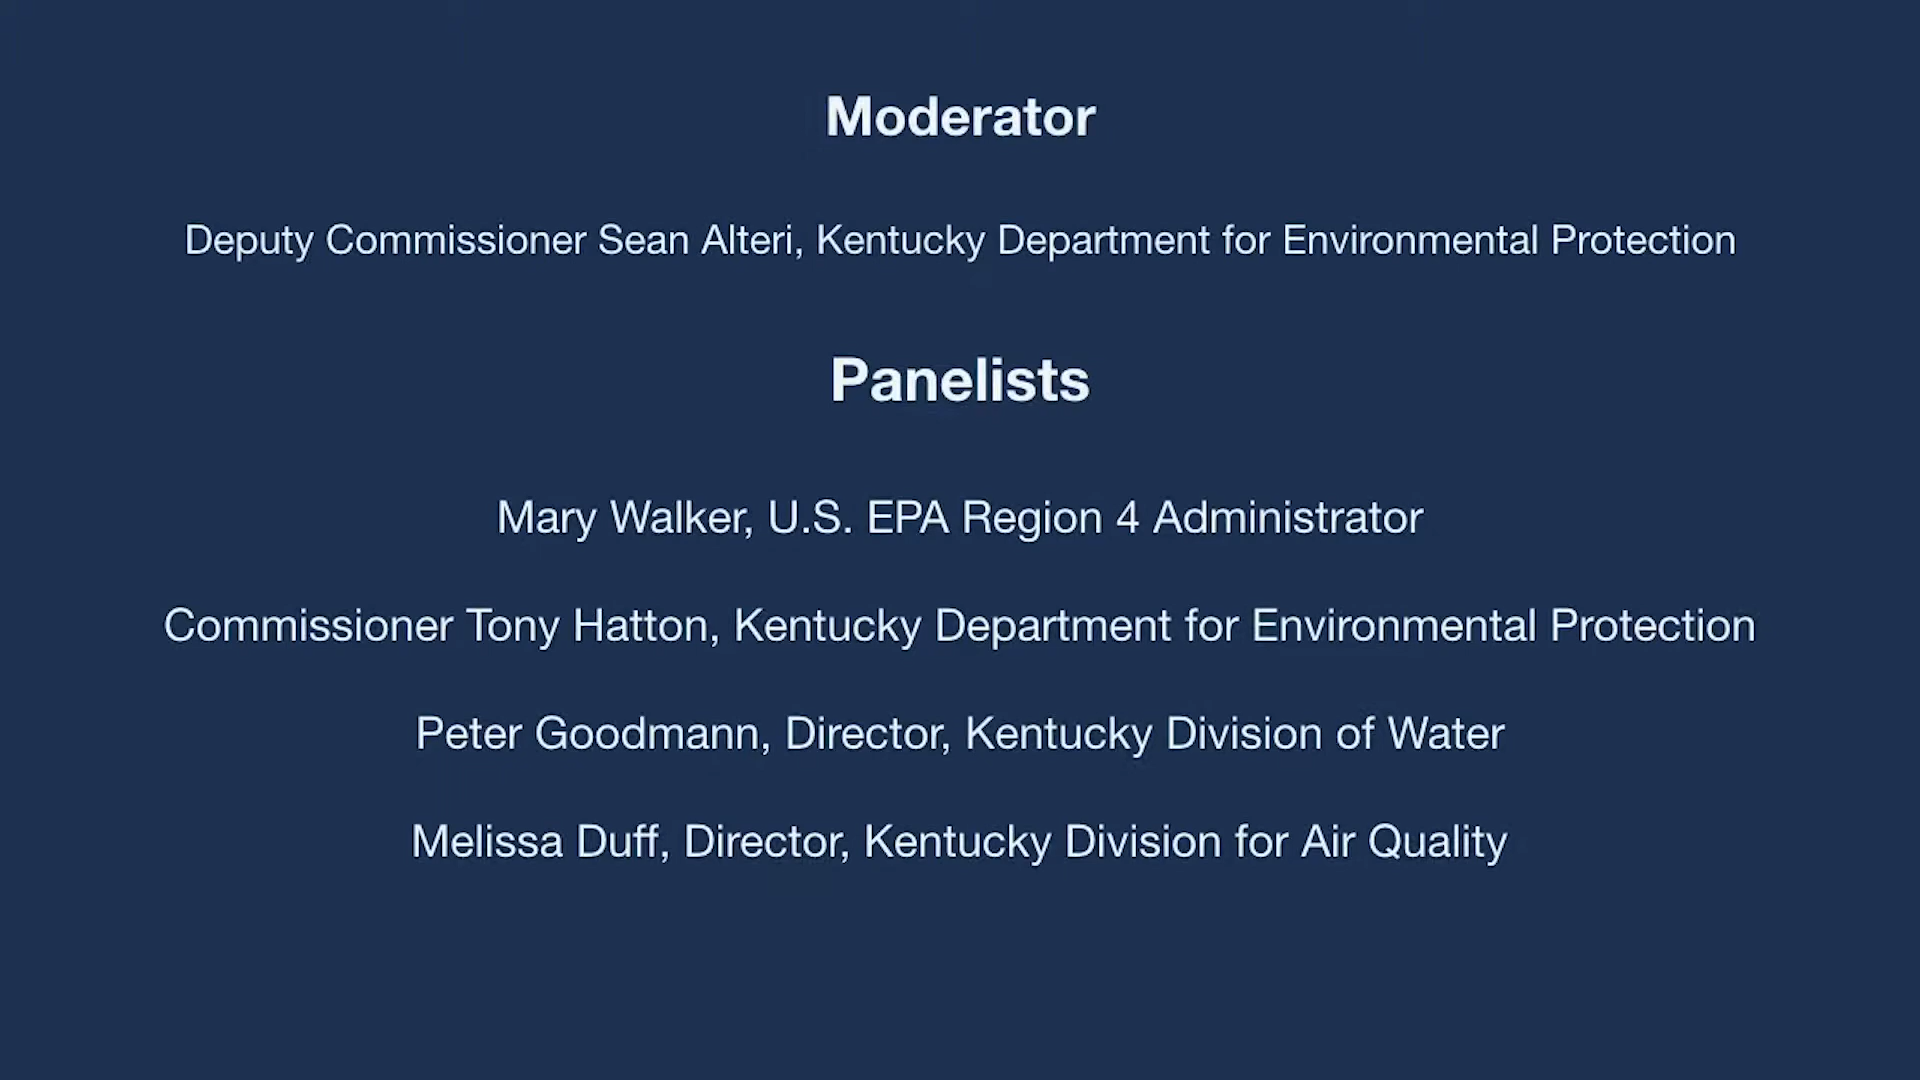 Moderator
Deputy Commissioner Sean Alteri, Kentucky Department for Environmental Protection
Panelists
Mary Walker, U.S. EPA Region 4 Administrator
Commissioner Tony Hatton, Kentucky Department for Environmental Protection
Peter Goodmann, Director, Kentucky Division of Water
Melissa Duff, Director, Kentucky Division for Air Quality